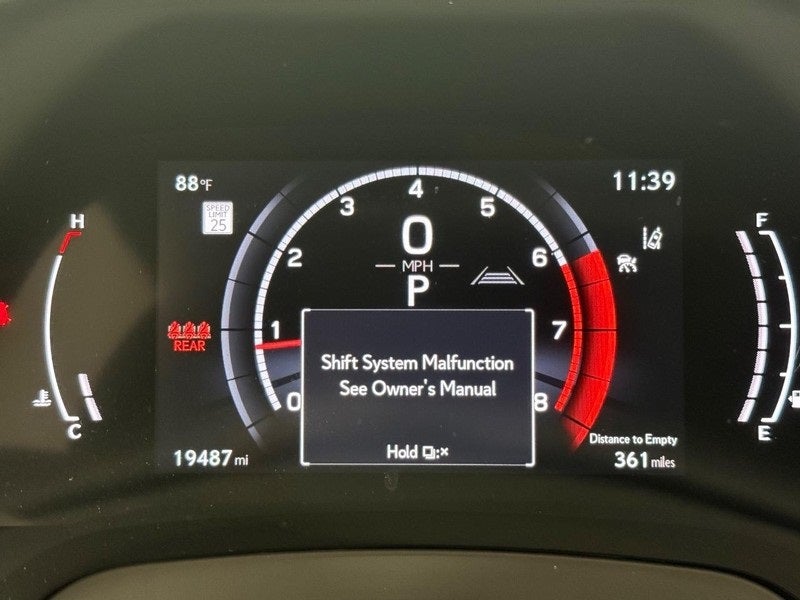 88°F
11:39
SPEED
LIMIT
25
H
F
0
1
2
3
4
5
6
7
8
0
MPH
P
REAR
Shift System Malfunction
See Owner's Manual
Hold :×
C
E
19487 mi
Distance to Empty
361 miles